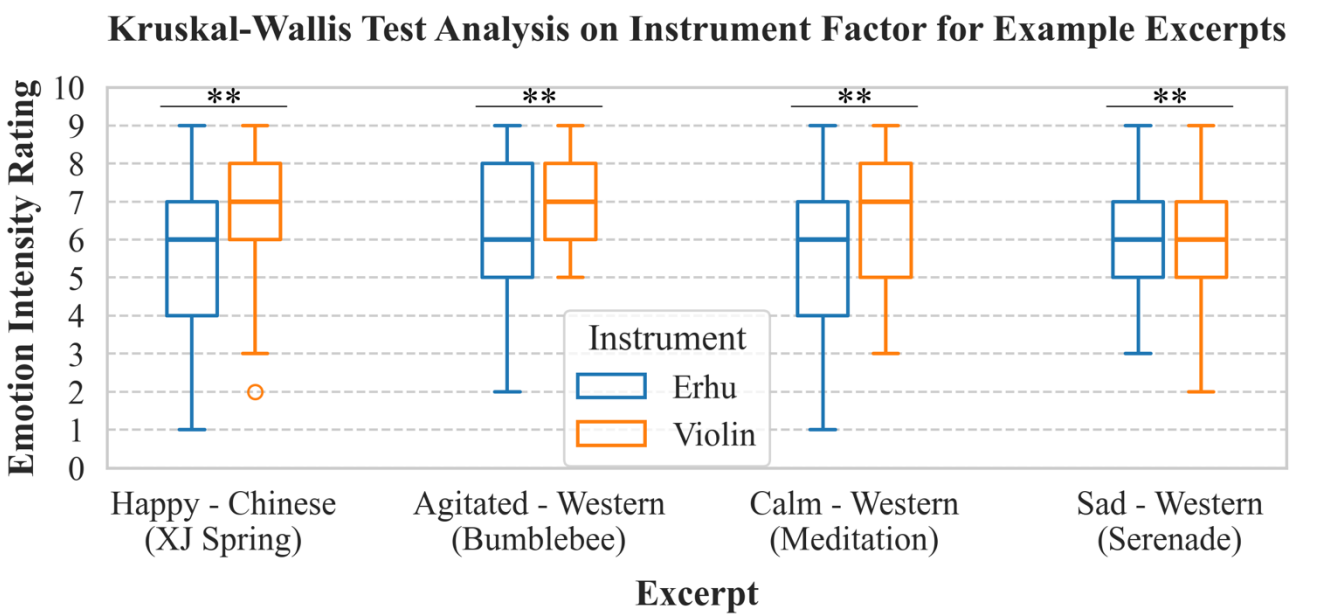 Kruskal-Wallis Test Analysis on Instrument Factor for Example Excerpts
Emotion Intensity Rating
10
9
8
7
6
5
4
3
2
1
0
** ** ** **
Instrument
Erhu
Violin
Happy - Chinese Agitated - Western Calm - Western Sad - Western
(XJ Spring) (Bumblebee) (Meditation) (Serenade)
Excerpt